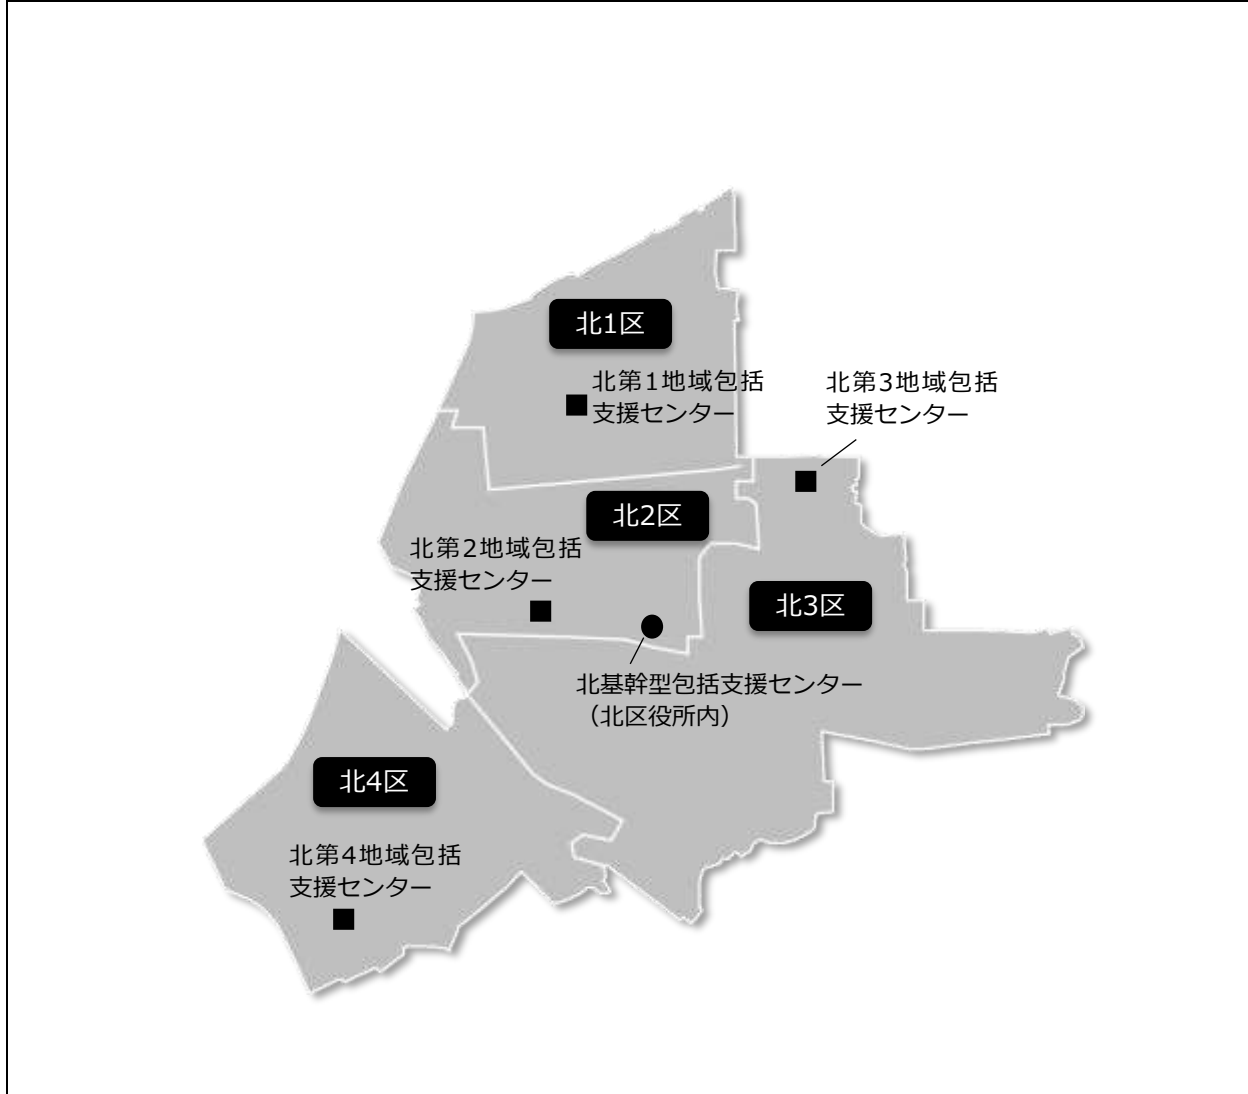 北1区
北第1地域包括
支援センター
北第3地域包括
支援センター
北2区
北第2地域包括
支援センター
北3区
北基幹型包括支援センター
（北区役所内）
北4区
北第4地域包括
支援センター